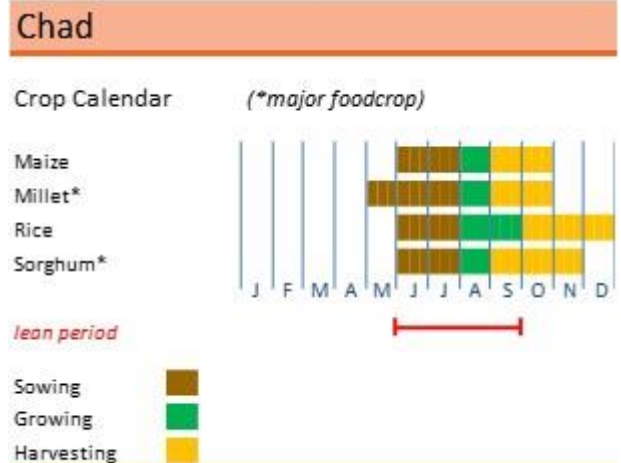 Chad
Crop Calendar (*major foodcrop)
Maize
Millet*
Rice
Sorghum*
J F M A M J J A S O N D
lean period
Sowing
Growing
Harvesting